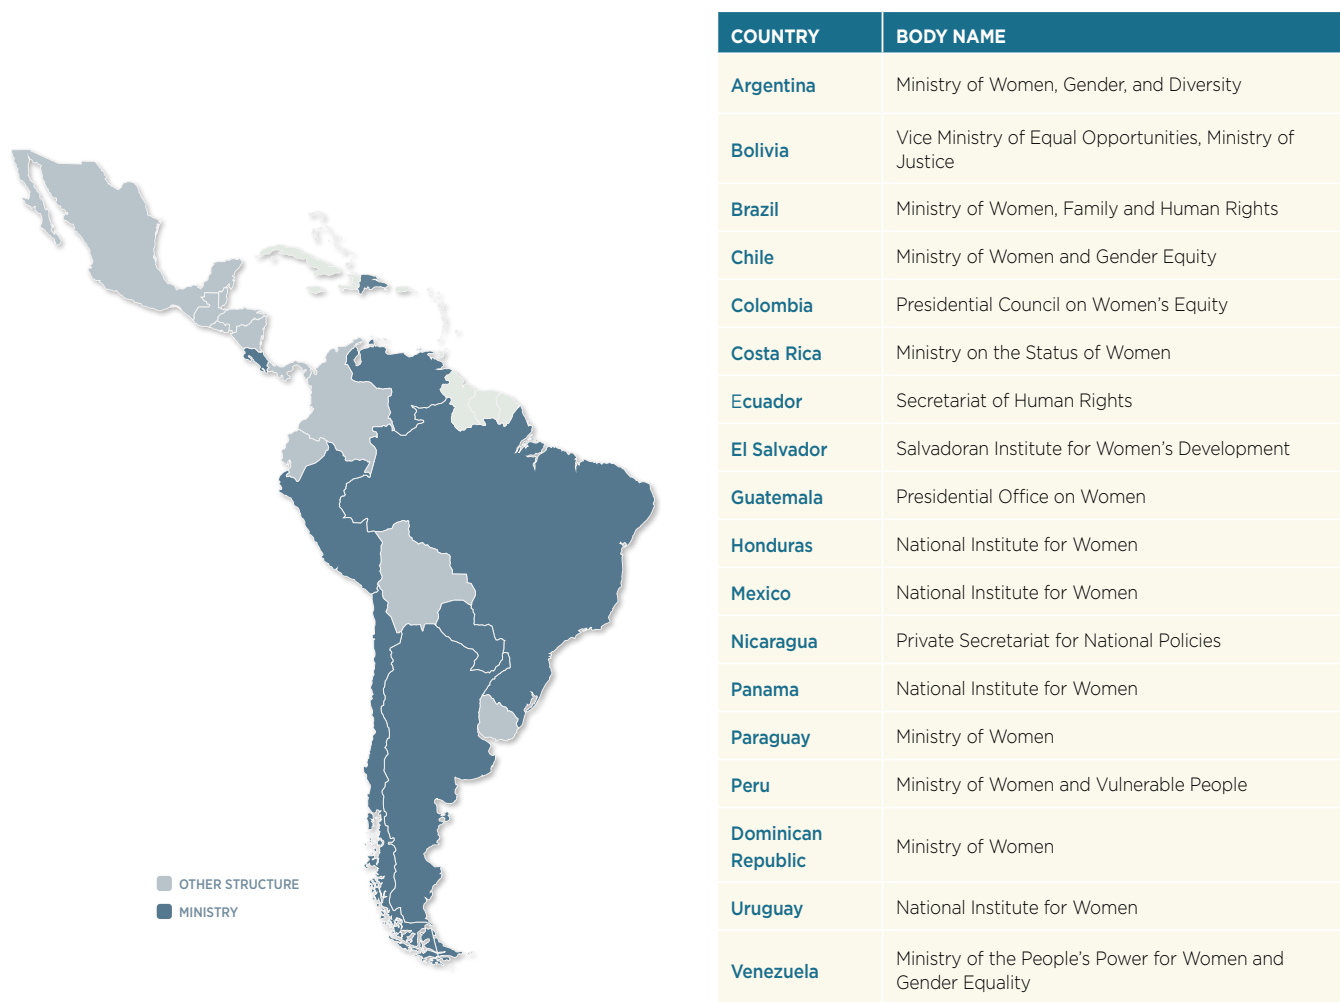 COUNTRY BODY NAME
Argentina Ministry of Women, Gender, and Diversity
Bolivia Vice Ministry of Equal Opportunities, Ministry of
Justice
Brazil Ministry of Women, Family and Human Rights
Chile Ministry of Women and Gender Equity
Colombia Presidential Council on Women’s Equity
Costa Rica Ministry on the Status of Women
Ecuador Secretariat of Human Rights
El Salvador Salvadoran Institute for Women’s Development
Guatemala Presidential Office on Women
Honduras National Institute for Women
Mexico National Institute for Women
Nicaragua Private Secretariat for National Policies
Panama National Institute for Women
Paraguay Ministry of Women
Peru Ministry of Women and Vulnerable People
Dominican
Republic Ministry of Women
Uruguay National Institute for Women
Venezuela Ministry of the People’s Power for Women and
Gender Equality
OTHER STRUCTURE
MINISTRY